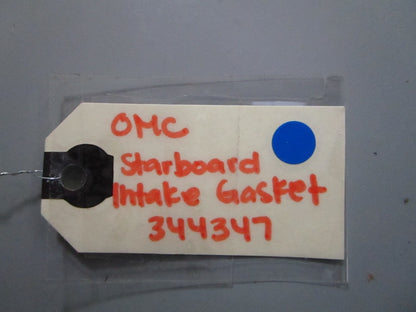 OMC
Starboard
Intake Gasket
344347